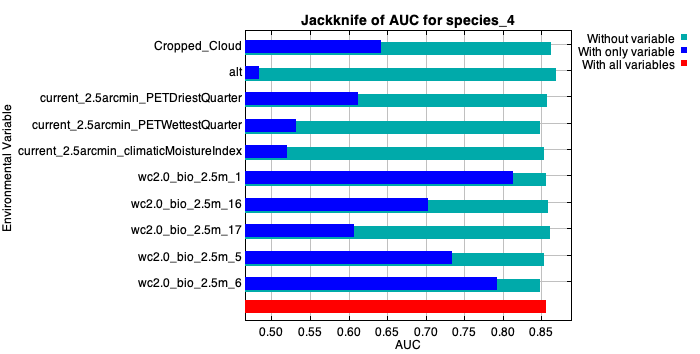 Jackknife of AUC for species_4
Without variable
With only variable
With all variables
Environmental Variable
Cropped_Cloud
alt
current_2.5arcmin_PETDriestQuarter
current_2.5arcmin_PETWettestQuarter
current_2.5arcmin_climaticMoistureIndex
wc2.0_bio_2.5m_1
wc2.0_bio_2.5m_16
wc2.0_bio_2.5m_17
wc2.0_bio_2.5m_5
wc2.0_bio_2.5m_6
0.50 0.55 0.60 0.65 0.70 0.75 0.80 0.85
AUC